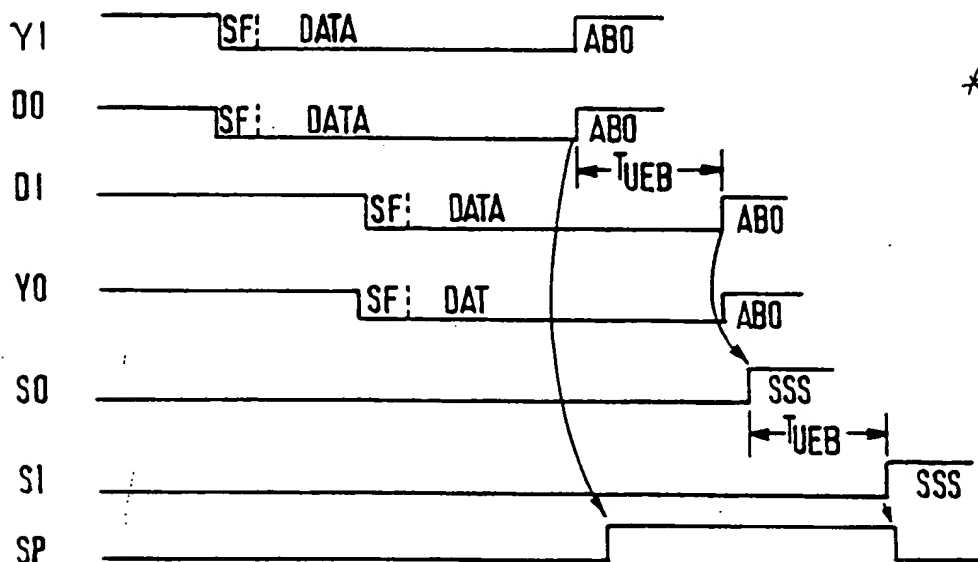 Y1 SF DATA ABO
D0 SF DATA ABO
TUEB
D1 SF DATA ABO
Y0 SF DAT ABO
S0 SSS
TUEB
S1 SSS
SP